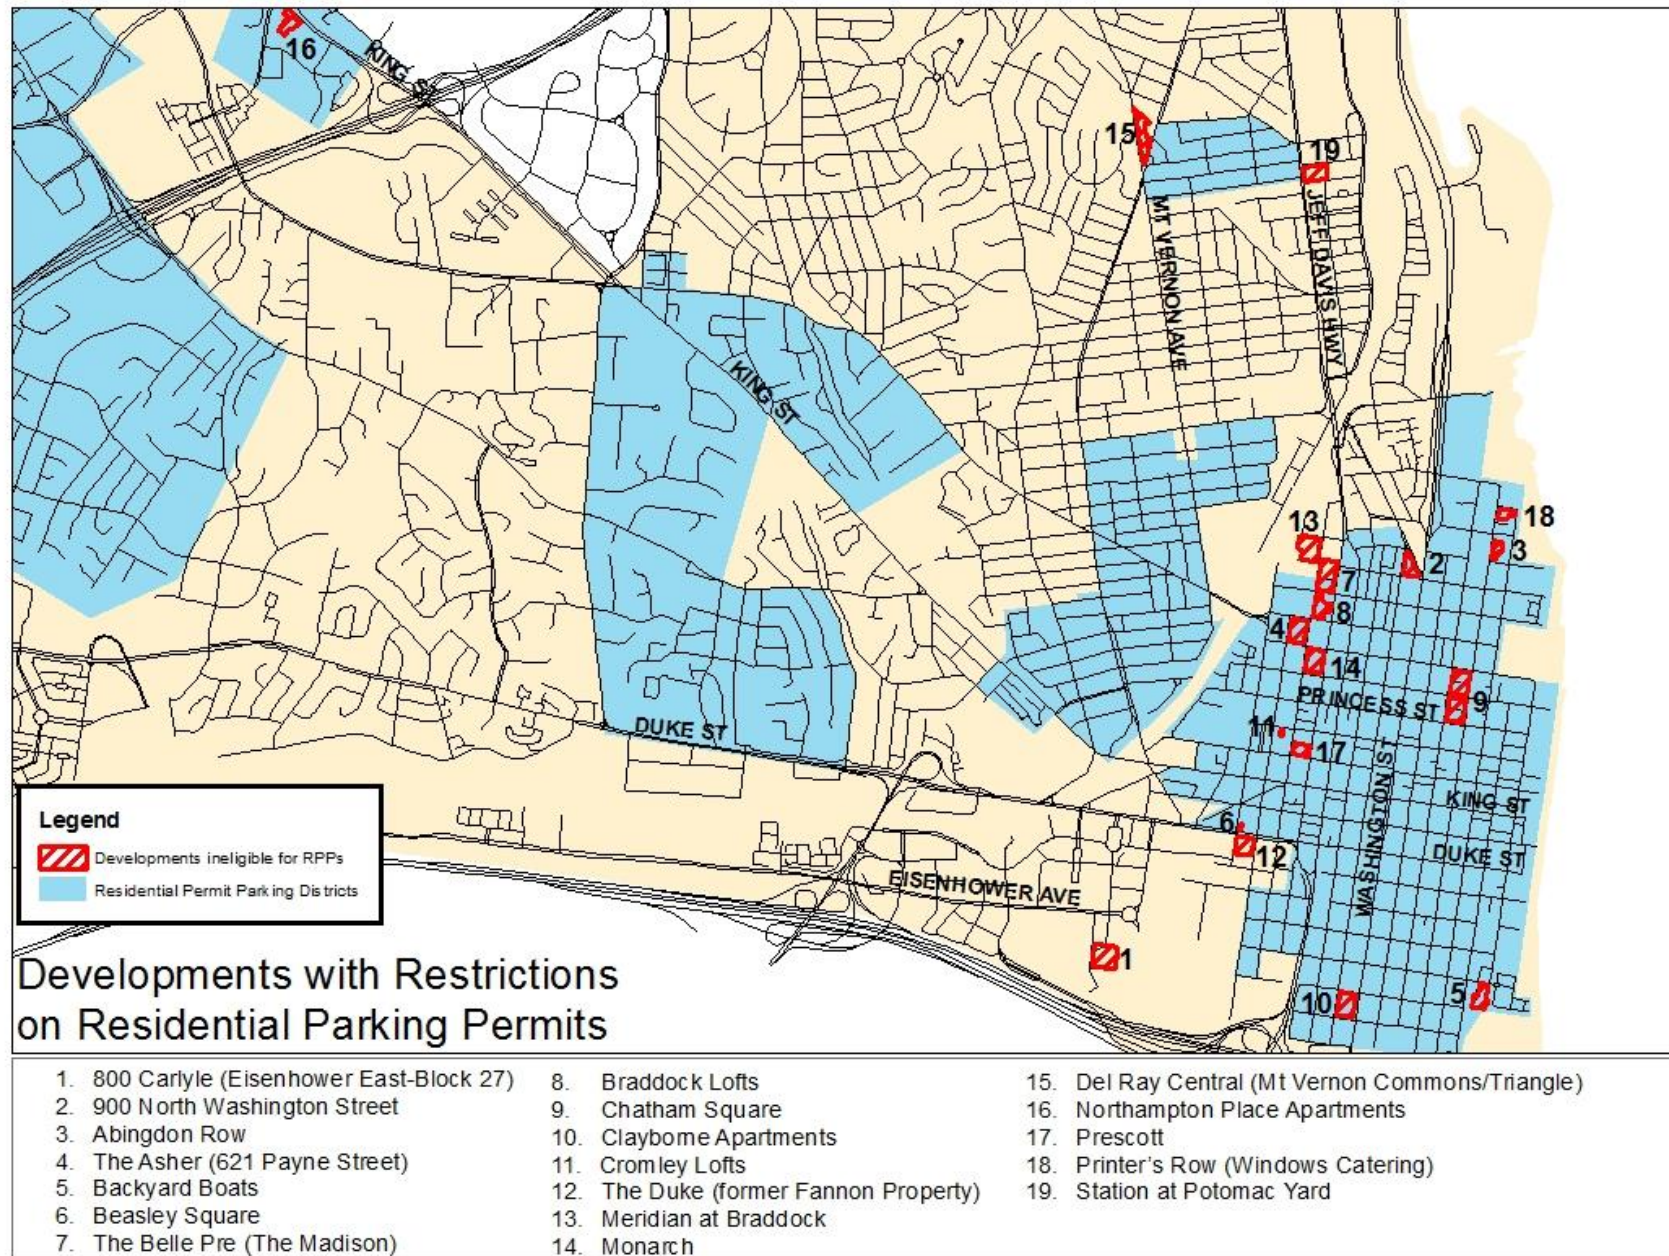 16
KING ST
15
19
MT VERNON AVE
JEFF DAVIS HWY
KING ST
18
13
3
2
7
8
4
14
PRINCESS ST
9
11
17
WASHINGTON ST
KING ST
DUKE ST
DUKE ST
6
12
EISENHOWER AVE
1
10
5
Legend
Developments ineligible for RPPs
Residential Permit Parking Districts
Developments with Restrictions
on Residential Parking Permits
1. 800 Carlyle (Eisenhower East-Block 27)
2. 900 North Washington Street
3. Abingdon Row
4. The Asher (621 Payne Street)
5. Backyard Boats
6. Beasley Square
7. The Belle Pre (The Madison)
8. Braddock Lofts
9. Chatham Square
10. Clayborne Apartments
11. Cromley Lofts
12. The Duke (former Fannon Property)
13. Meridian at Braddock
14. Monarch
15. Del Ray Central (Mt Vernon Commons/Triangle)
16. Northampton Place Apartments
17. Prescott
18. Printer's Row (Windows Catering)
19. Station at Potomac Yard